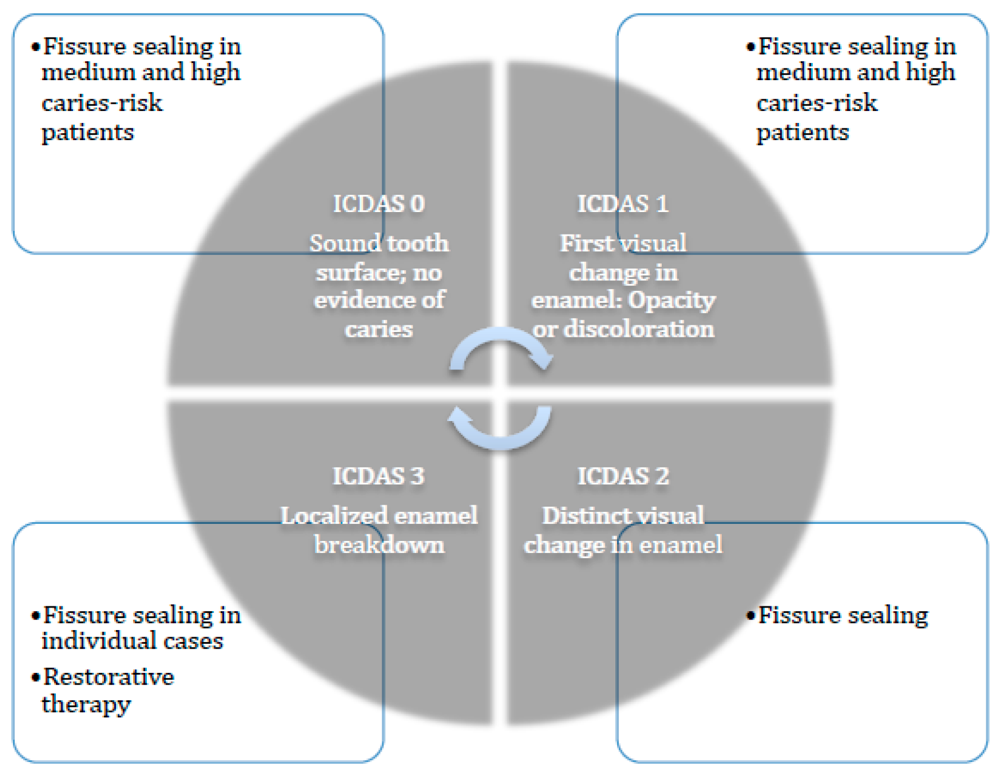 •Fissure sealing in
medium and high
caries-risk
patients
•Fissure sealing in
medium and high
caries-risk
patients
ICDAS 0
Sound tooth
surface; no
evidence of
caries
ICDAS 1
First visual
change in
enamel: Opacity
or discoloration
ICDAS 3
Localized enamel
breakdown
ICDAS 2
Distinct visual
change in enamel
•Fissure sealing in
individual cases
•Restorative
therapy
•Fissure sealing